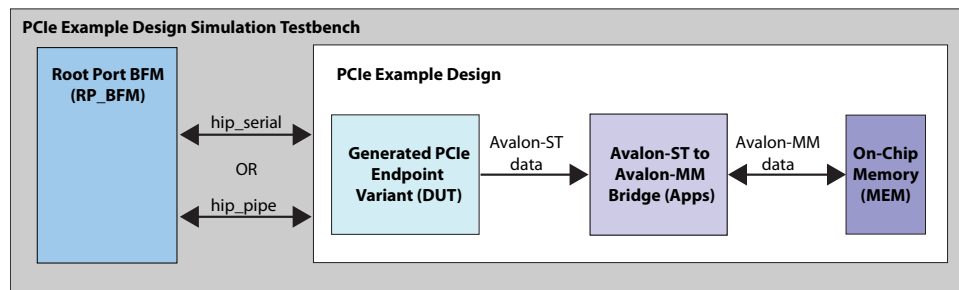 PCIe Example Design Simulation Testbench
Root Port BFM
(RP_BFM)
hip_serial
OR
hip_pipe
PCIe Example Design
Generated PCIe
Endpoint
Variant (DUT)
Avalon-ST
data
Avalon-ST to
Avalon-MM
Bridge (Apps)
Avalon-MM
data
On-Chip
Memory
(MEM)